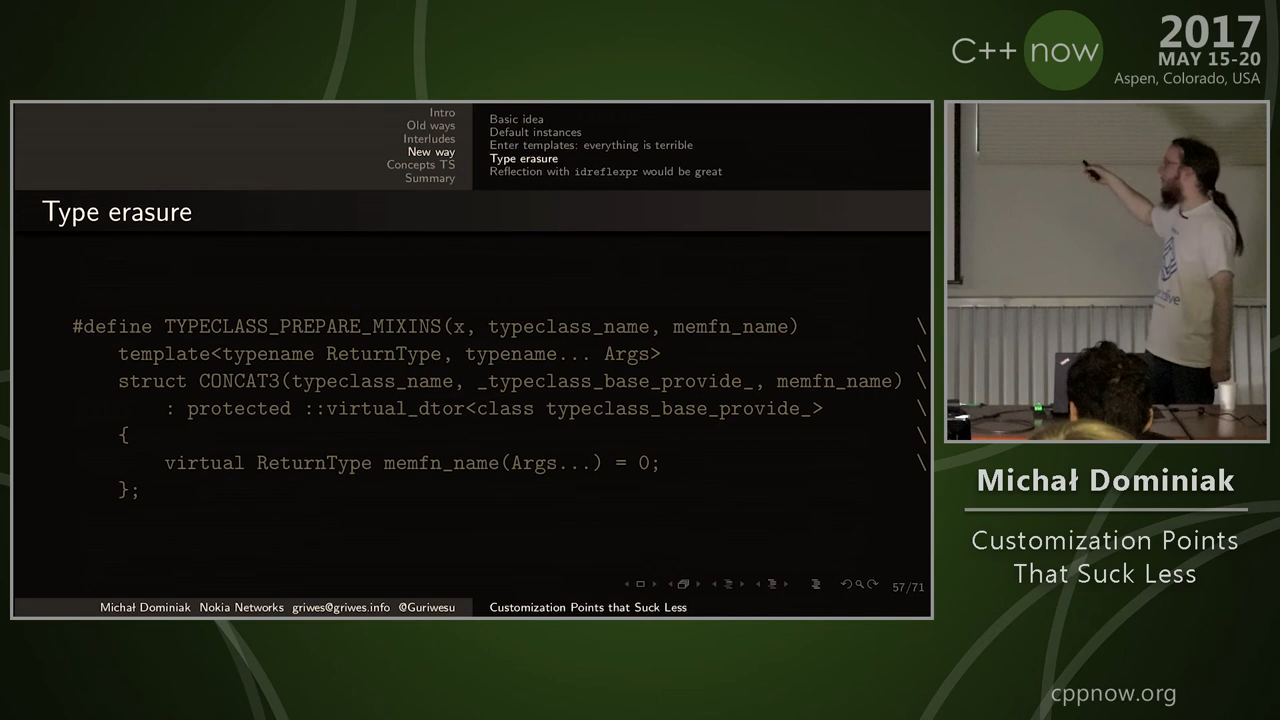 C++ now
2017
MAY 15-20
Aspen, Colorado, USA
Intro
Old ways
Interludes
New way
Concepts TS
Summary
Basic idea
Default instances
Enter templates: everything is terrible
Type erasure
Reflection with idreflexpr would be great
Type erasure
#define TYPECLASS_PREPARE_MIXINS(x, typeclass_name, memfn_name) \
template<typename ReturnType, typename... Args> \
struct CONCAT3(typeclass_name, _typeclass_base_provide_, memfn_name) \
: protected ::virtual_dtor<class typeclass_base_provide_> \
{ \
virtual ReturnType memfn_name(Args...) = 0; \
};
57/71
Michał Dominiak Nokia Networks griwes@griwes.info @Guriwesu
Customization Points that Suck Less
Michał Dominiak
Customization Points
That Suck Less
cppnow.org